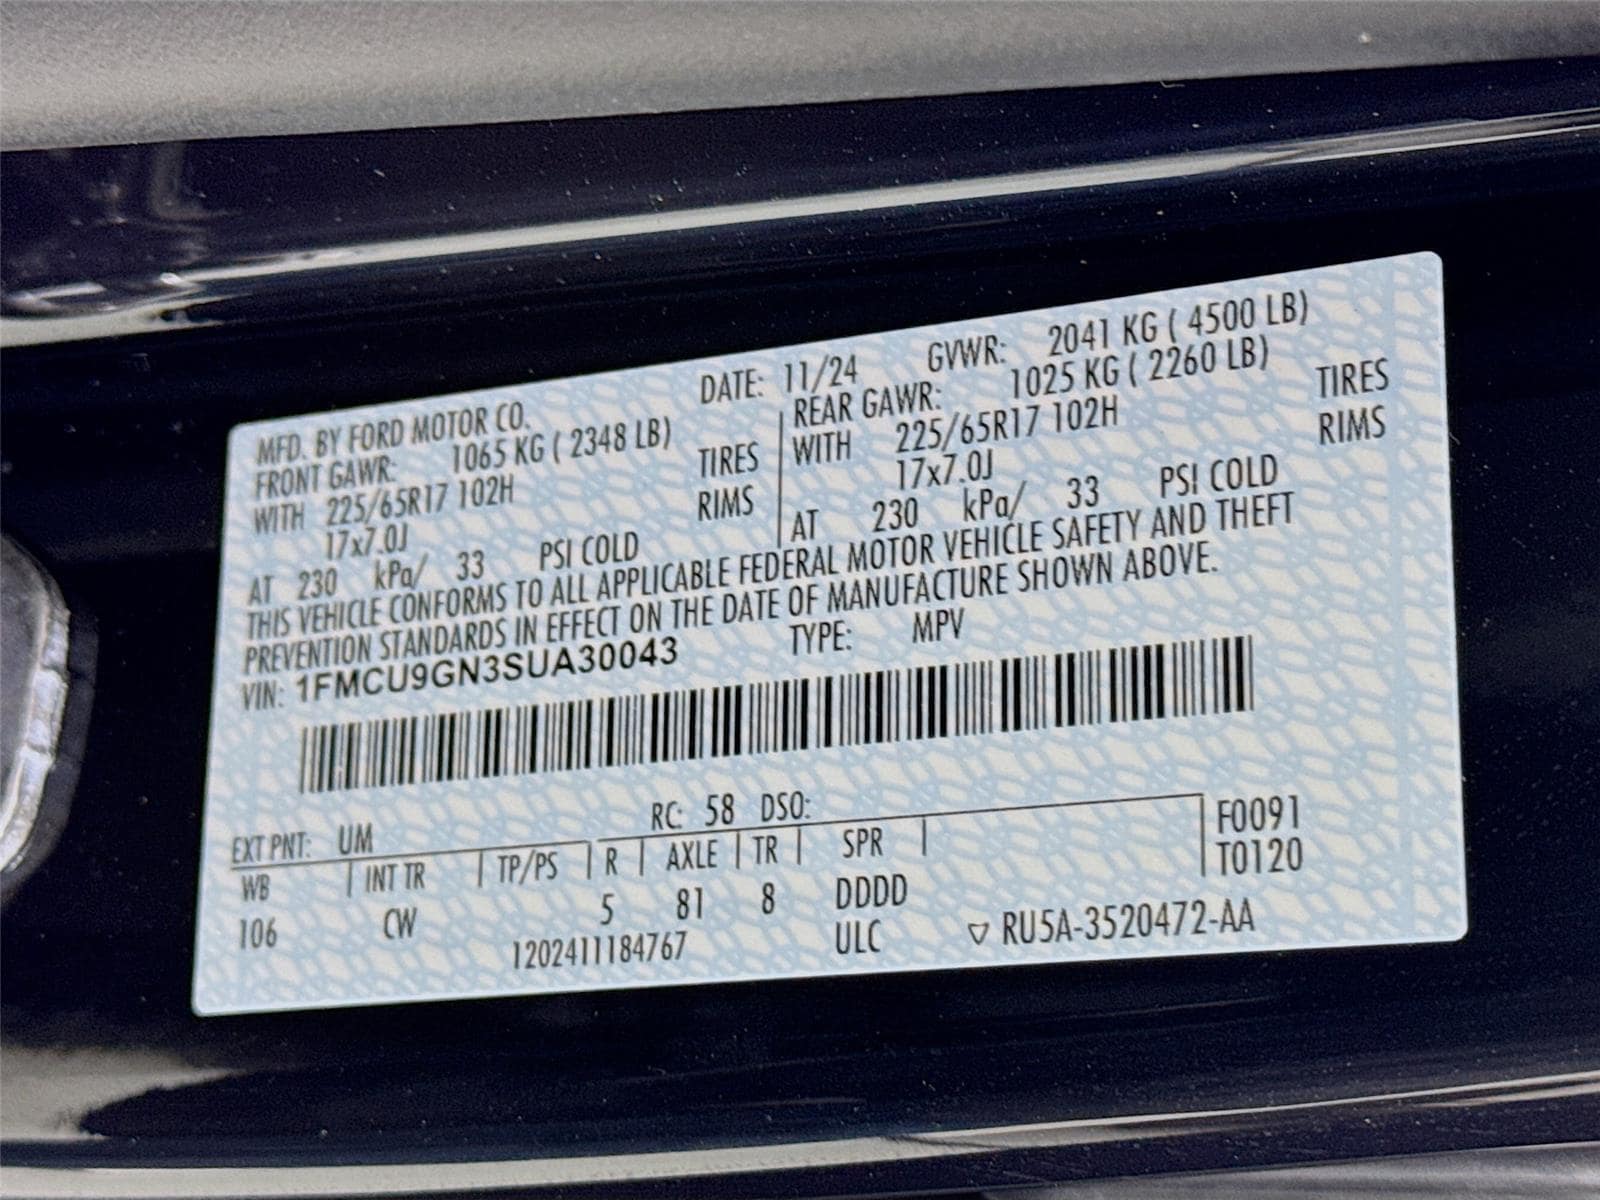 MFD. BY FORD MOTOR CO. DATE: 11/24 GVWR: 2041 KG ( 4500 LB)
FRONT GAWR: 1065 KG ( 2348 LB) REAR GAWR: 1025 KG ( 2260 LB)
WITH 225/65R17 102H TIRES WITH 225/65R17 102H TIRES
17x7.0J RIMS 17x7.0J RIMS
AT 230 kPa/ 33 PSI COLD AT 230 kPa/ 33 PSI COLD
THIS VEHICLE CONFORMS TO ALL APPLICABLE FEDERAL MOTOR VEHICLE SAFETY AND THEFT
PREVENTION STANDARDS IN EFFECT ON THE DATE OF MANUFACTURE SHOWN ABOVE.
VIN: 1FMCU9GN3SUA30043 TYPE: MPV
EXT PNT: UM RC: 58 DSO: F0091
WB INT TR TP/PS R AXLE TR SPR T0120
106 CW 5 81 8 DDDD
1202411184767 ULC ▽ RU5A-3520472-AA